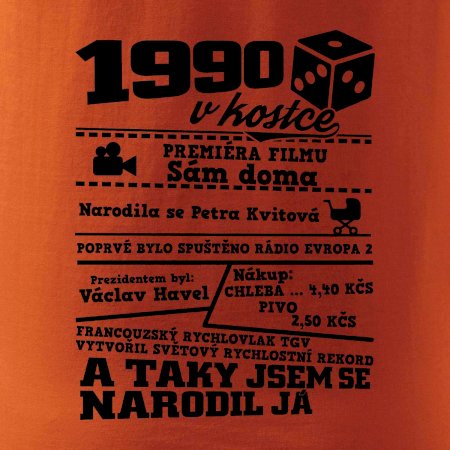 1990
v kostce
PREMIÉRA FILMU
Sám doma
Narodila se Petra Kvitová
POPRVÉ BYLO SPUŠTĚNO RÁDIO EVROPA 2
Prezidentem byl:
Václav Havel
Nákup:
CHLEBA ... 4,40 KČS
PIVO
2,50 KČS
FRANCOUZSKÝ RYCHLOVLAK TGV
VYTVOŘIL SVĚTOVÝ RYCHLOSTNÍ REKORD
A TAKY JSEM SE
NARODIL JÁ